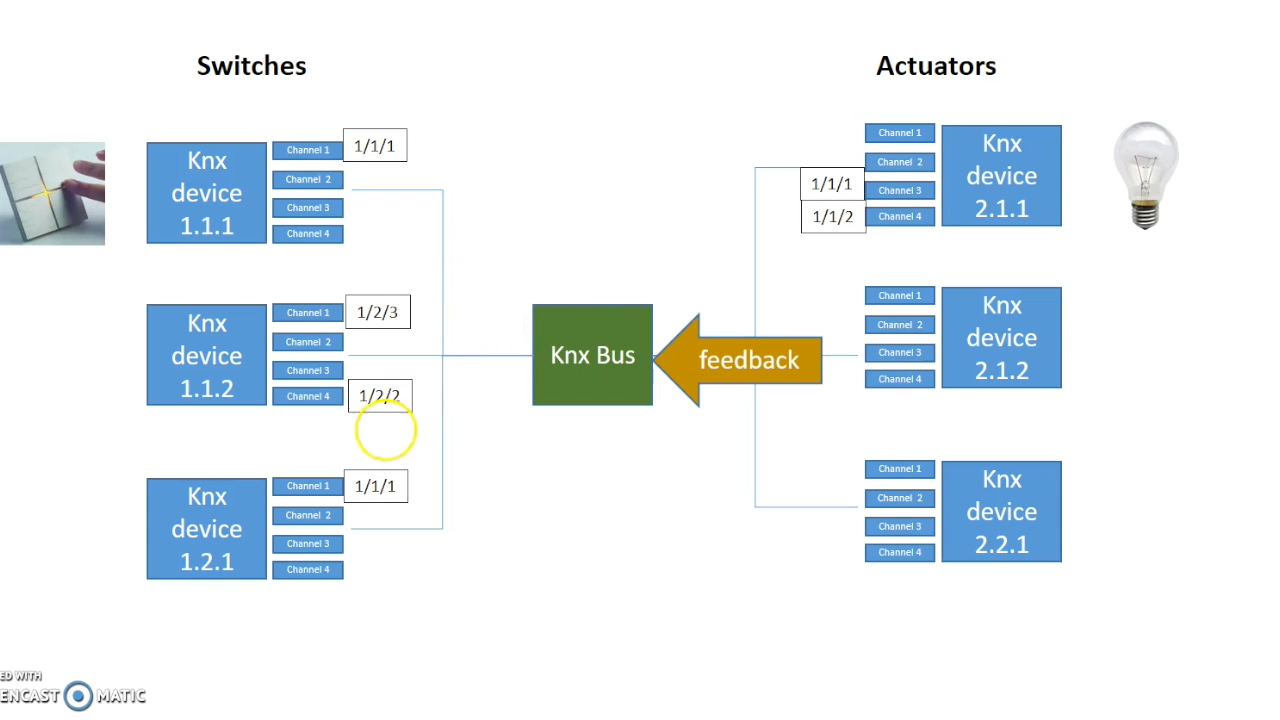 Switches
Actuators
Knx
device
1.1.1
Channel 1
Channel 2
Channel 3
Channel 4
1/1/1
Knx
device
1.1.2
Channel 1
Channel 2
Channel 3
Channel 4
1/2/3
1/2/2
Knx
device
1.2.1
Channel 1
Channel 2
Channel 3
Channel 4
1/1/1
Knx Bus
feedback
1/1/1
1/1/2
Channel 1
Channel 2
Channel 3
Channel 4
Knx
device
2.1.1
Channel 1
Channel 2
Channel 3
Channel 4
Knx
device
2.1.2
Channel 1
Channel 2
Channel 3
Channel 4
Knx
device
2.2.1
ED WITH
ENCAST MATIC